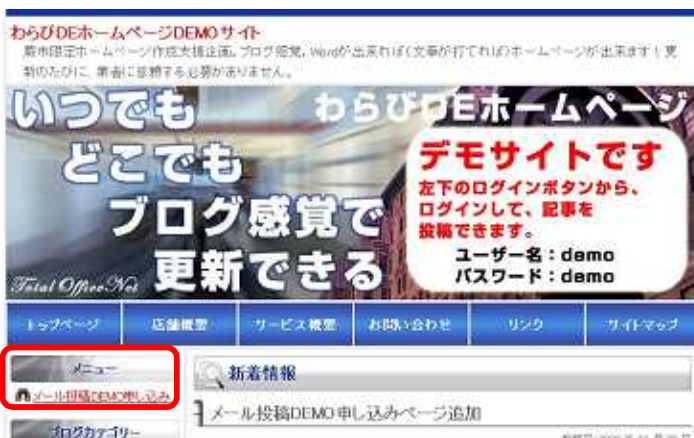 わらびDEホームページDEMOサイト
蕨市限定ホームページ作成支援企画。ブログ感覚、Wordが出来れば(文章が打てれば)ホームページが出来ます！更
新のたびに、業者に依頼する必要がありません。
いつでも
わらびDEホームページ
どこでも
デモサイトです
左下のログインボタンから、
ログインして、記事を
投稿できます。
ブログ感覚で
ユーザー名：demo
パスワード：demo
Total Office Net
更新できる
トップページ
店舗概要
サービス概要
お問い合わせ
リンク
サイトマップ
メニュー
新着情報
メール投稿DEMO申し込み
メール投稿DEMO申し込みページ追加
ブログカテゴリー